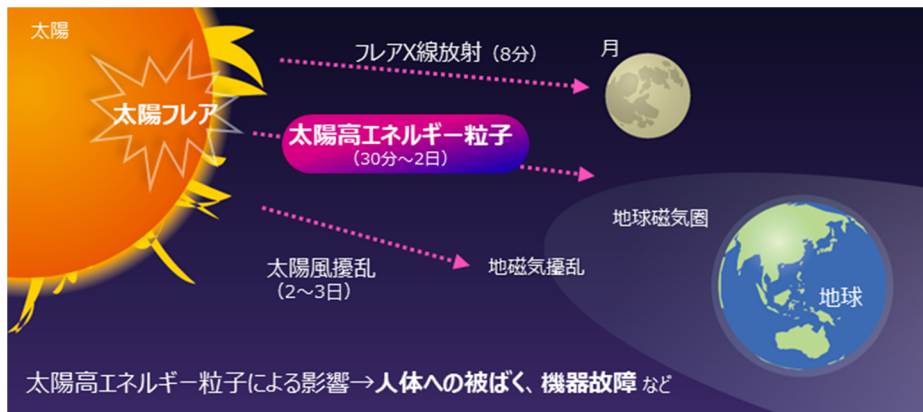 太陽
フレアX線放射（8分）
月
太陽フレア
太陽高エネルギー粒子
（30分～2日）
地球磁気圏
太陽風擾乱
（2～3日）
地磁気擾乱
地球
太陽高エネルギー粒子による影響→人体への被ばく、機器故障 など